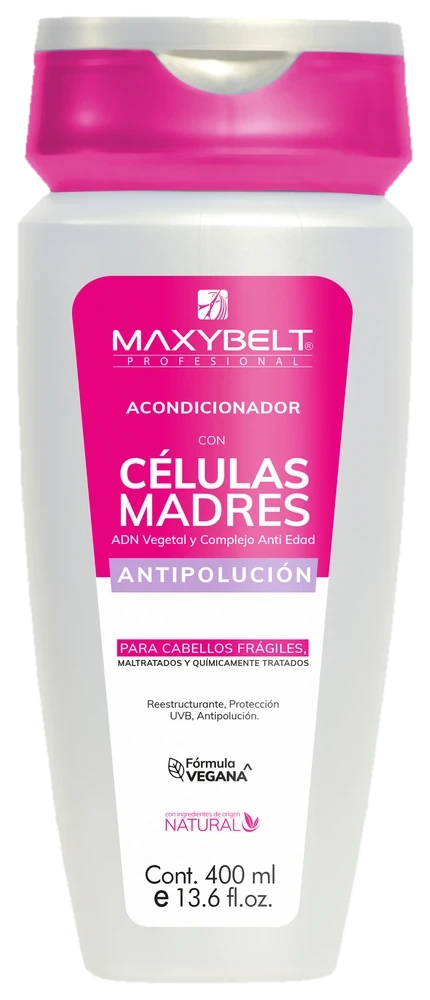 MAXYBELT®
PROFESIONAL
ACONDICIONADOR
CON
CÉLULAS
MADRES
ADN Vegetal y Complejo Anti Edad
ANTIPOLUCIÓN
PARA CABELLOS FRÁGILES,
MALTRATADOS Y QUÍMICAMENTE TRATADOS
Reestructurante, Protección
UVB, Antipolución.
Fórmula
VEGANA^
con ingredientes de origen
NATURAL
Cont. 400 ml
e 13.6 fl.oz.